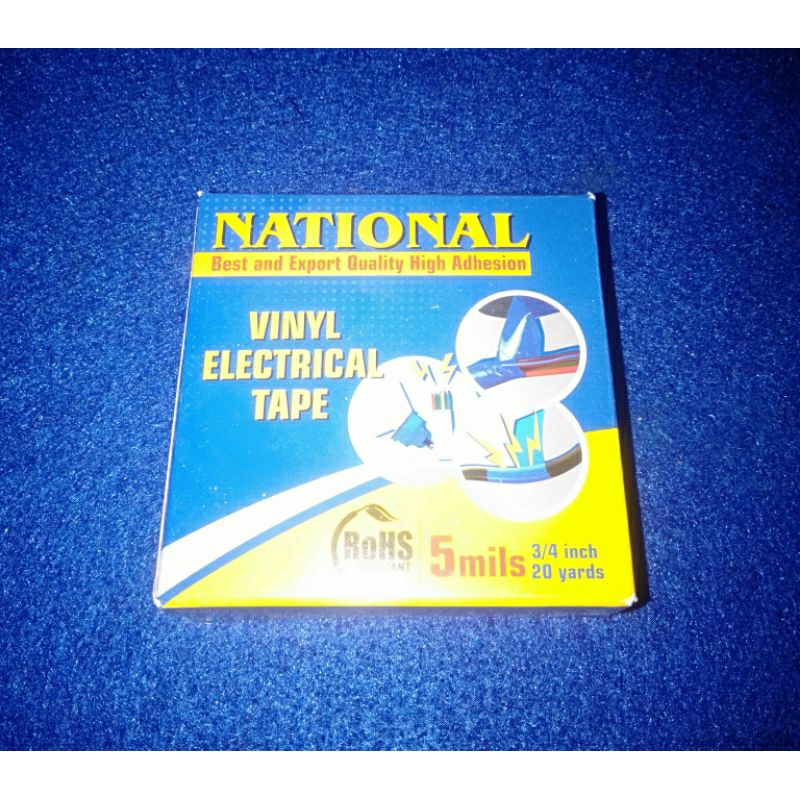 NATIONAL
Best and Export Quality High Adhesion
VINYL
ELECTRICAL
TAPE
RoHS
5mils
3/4 inch
20 yards